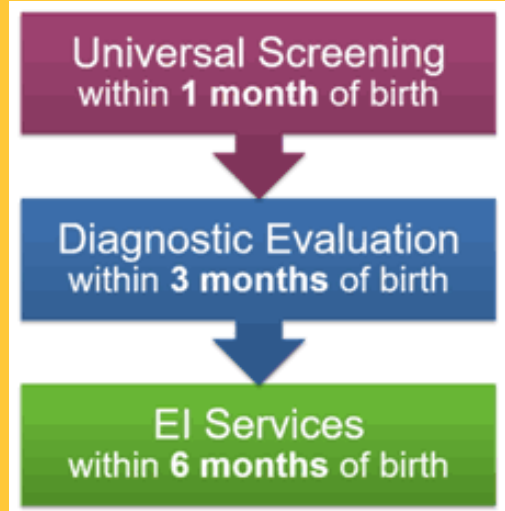 Universal Screening
within 1 month of birth
Diagnostic Evaluation
within 3 months of birth
EI Services
within 6 months of birth